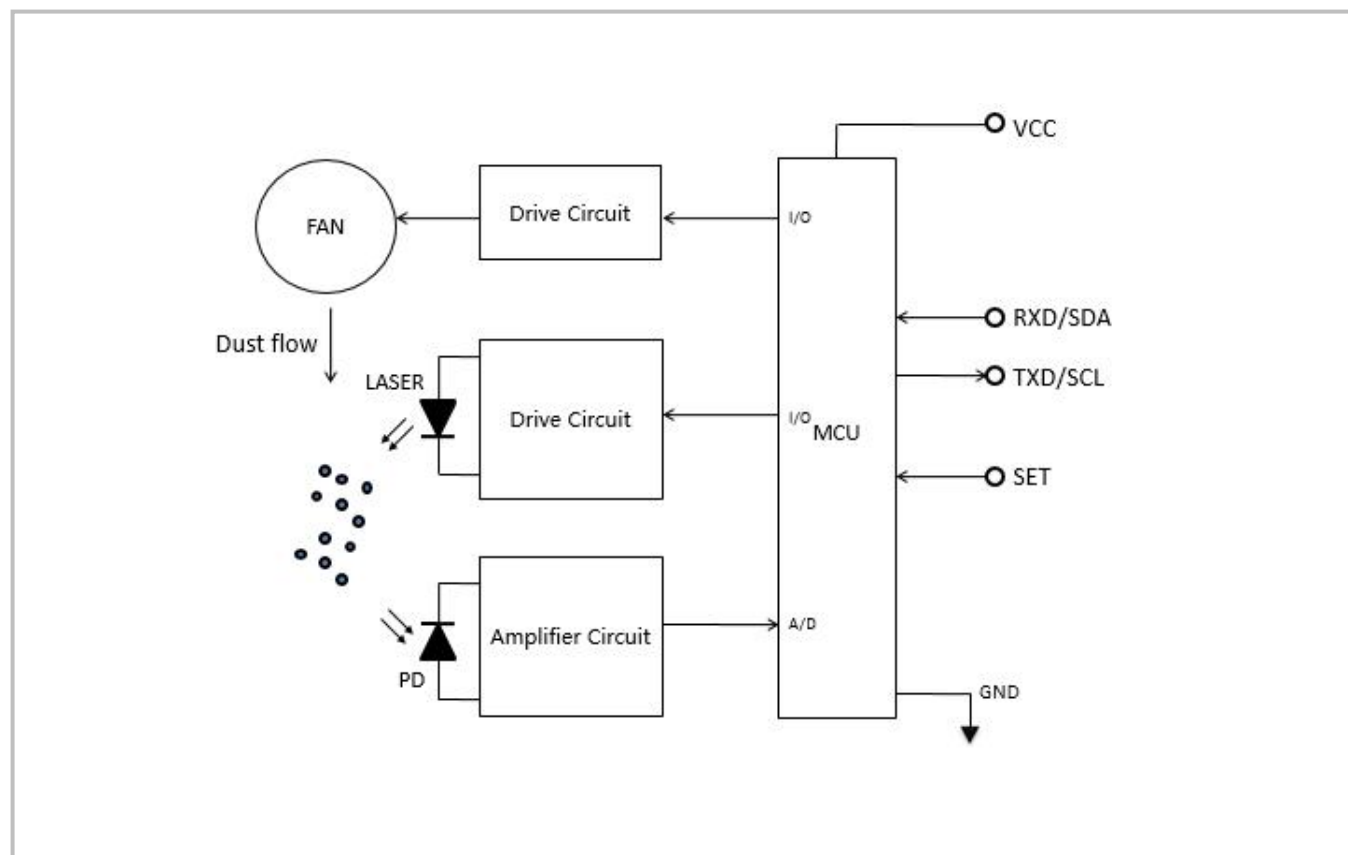 VCC
FAN
Drive Circuit
I/O
RXD/SDA
Dust flow
TXD/SCL
LASER
Drive Circuit
I/O
MCU
SET
A/D
Amplifier Circuit
PD
GND